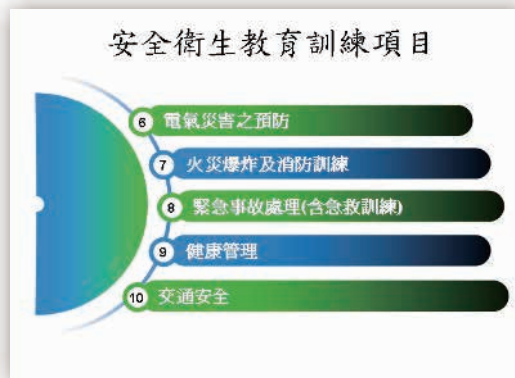 安全衛生教育訓練項目
6 電氣災害之預防
7 火災爆炸及消防訓練
8 緊急事故處理(含急救訓練)
9 健康管理
10 交通安全